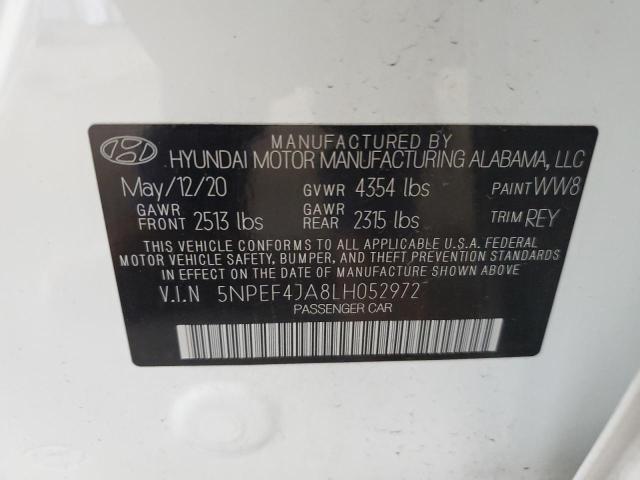 MANUFACTURED BY
HYUNDAI MOTOR MANUFACTURING ALABAMA, LLC
May/12/20 GVWR 4354 lbs PAINT WW8
GAWR FRONT 2513 lbs GAWR REAR 2315 lbs TRIM REY
THIS VEHICLE CONFORMS TO ALL APPLICABLE U.S.A. FEDERAL
MOTOR VEHICLE SAFETY, BUMPER, AND THEFT PREVENTION STANDARDS
IN EFFECT ON THE DATE OF MANUFACTURE SHOWN ABOVE.
V.I.N 5NPEF4JA8LH052972
PASSENGER CAR